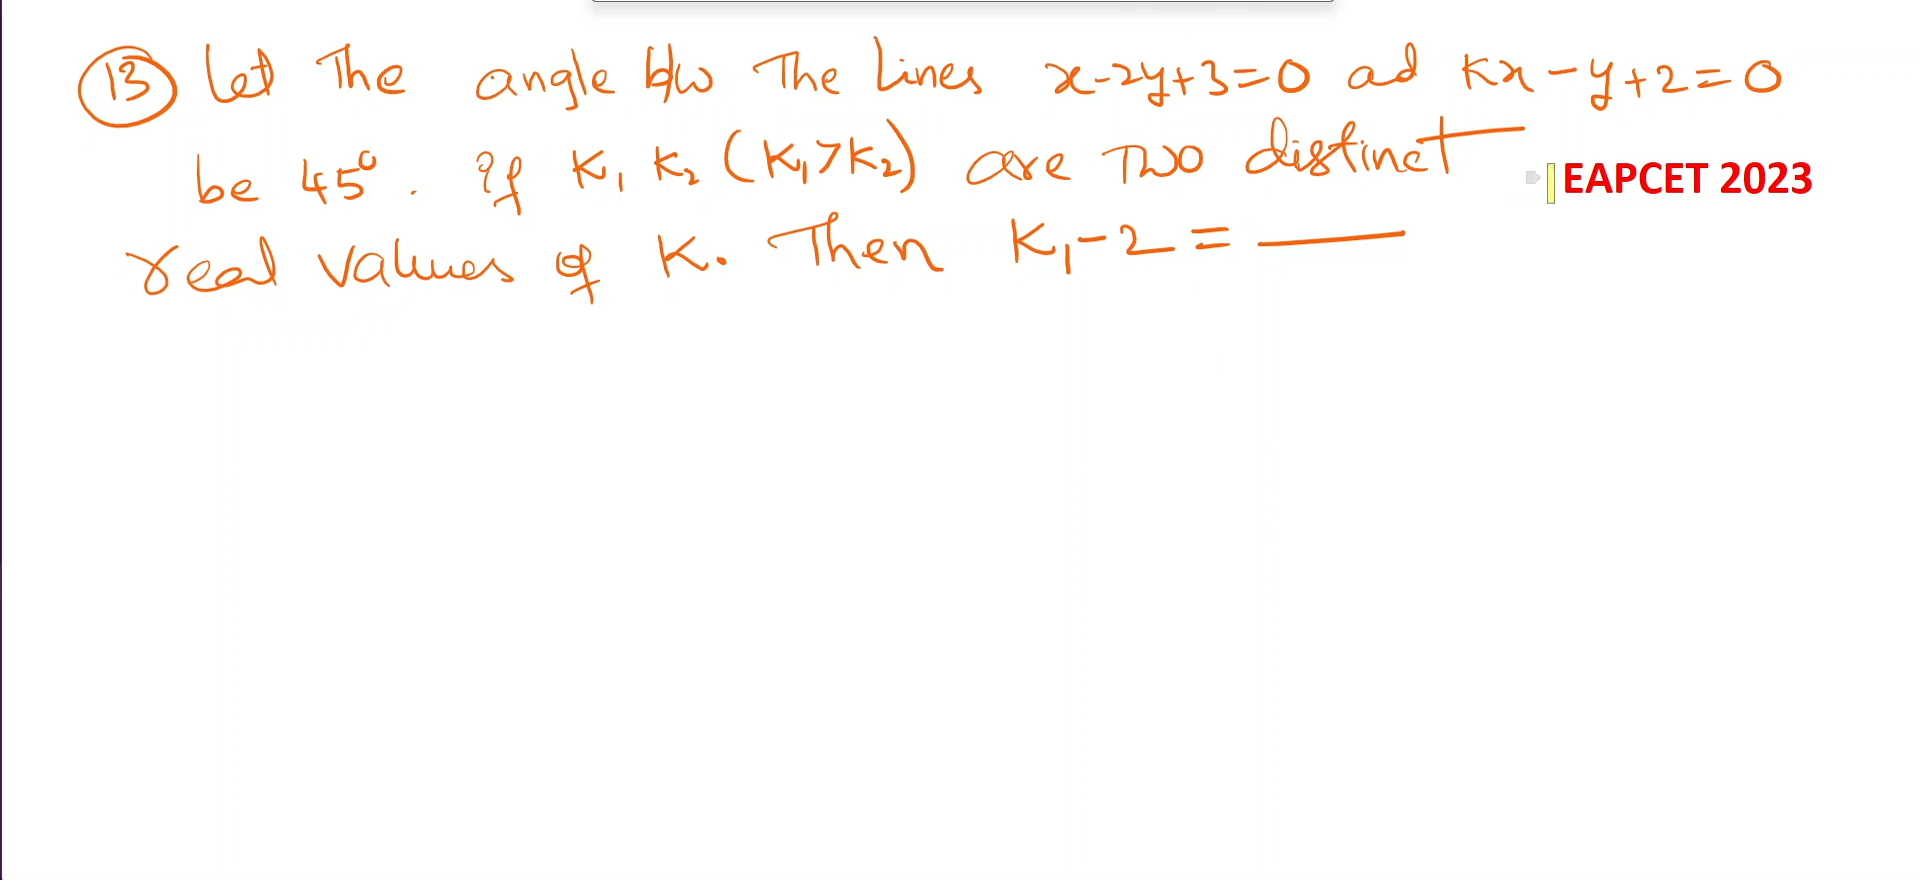 13 Let The angle b/w The Lines x-2y+3=0 ad Kx-y+2=0
be 45°. If K₁ K₂ (K₁>K₂) are Two distinct
EAPCET 2023
real values of K. Then K₁-2 = ____